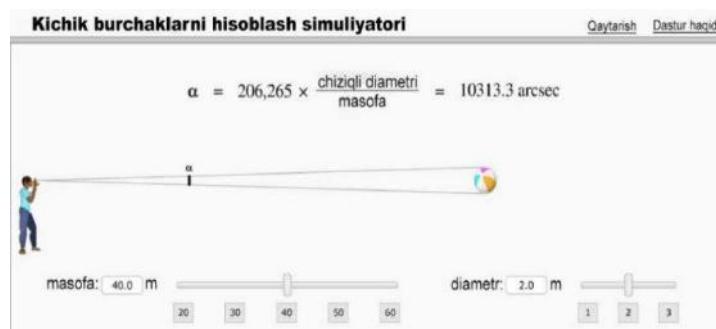 Kichik burchaklarni hisoblash simuliyatori
Qaytarish Dastur haqid
α = 206,265 × chiziqli diametri / masofa = 10313.3 arcsec
α
masofa: 40.0 m
20 30 40 50 60
diametr: 2.0 m
1 2 3